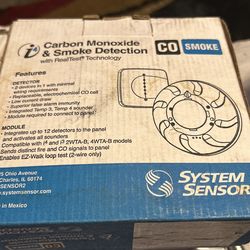 i³ Carbon Monoxide
& Smoke Detection
with RealTest® Technology
CO SMOKE
Features
DETECTOR
• 2 devices in 1 with minimal
wiring requirements
• Replaceable, electrochemical CO cell
• Low current draw
• Superior false alarm immunity
• Integrated Temp 3, Temp 4 sounder
• Module required to connect to panel
MODULE
• Integrates up to 12 detectors to the panel
and activates all sounders
• Compatible with i³ and i³ 2WTA-B, 4WTA-B models
• Sends distinct fire and CO signals to panel
• Enables EZ-Walk loop test (2-wire only)
Ohio Avenue
Charles, IL 60174
SENSOR2
systemsensor.com
in Mexico
SYSTEM
SENSOR